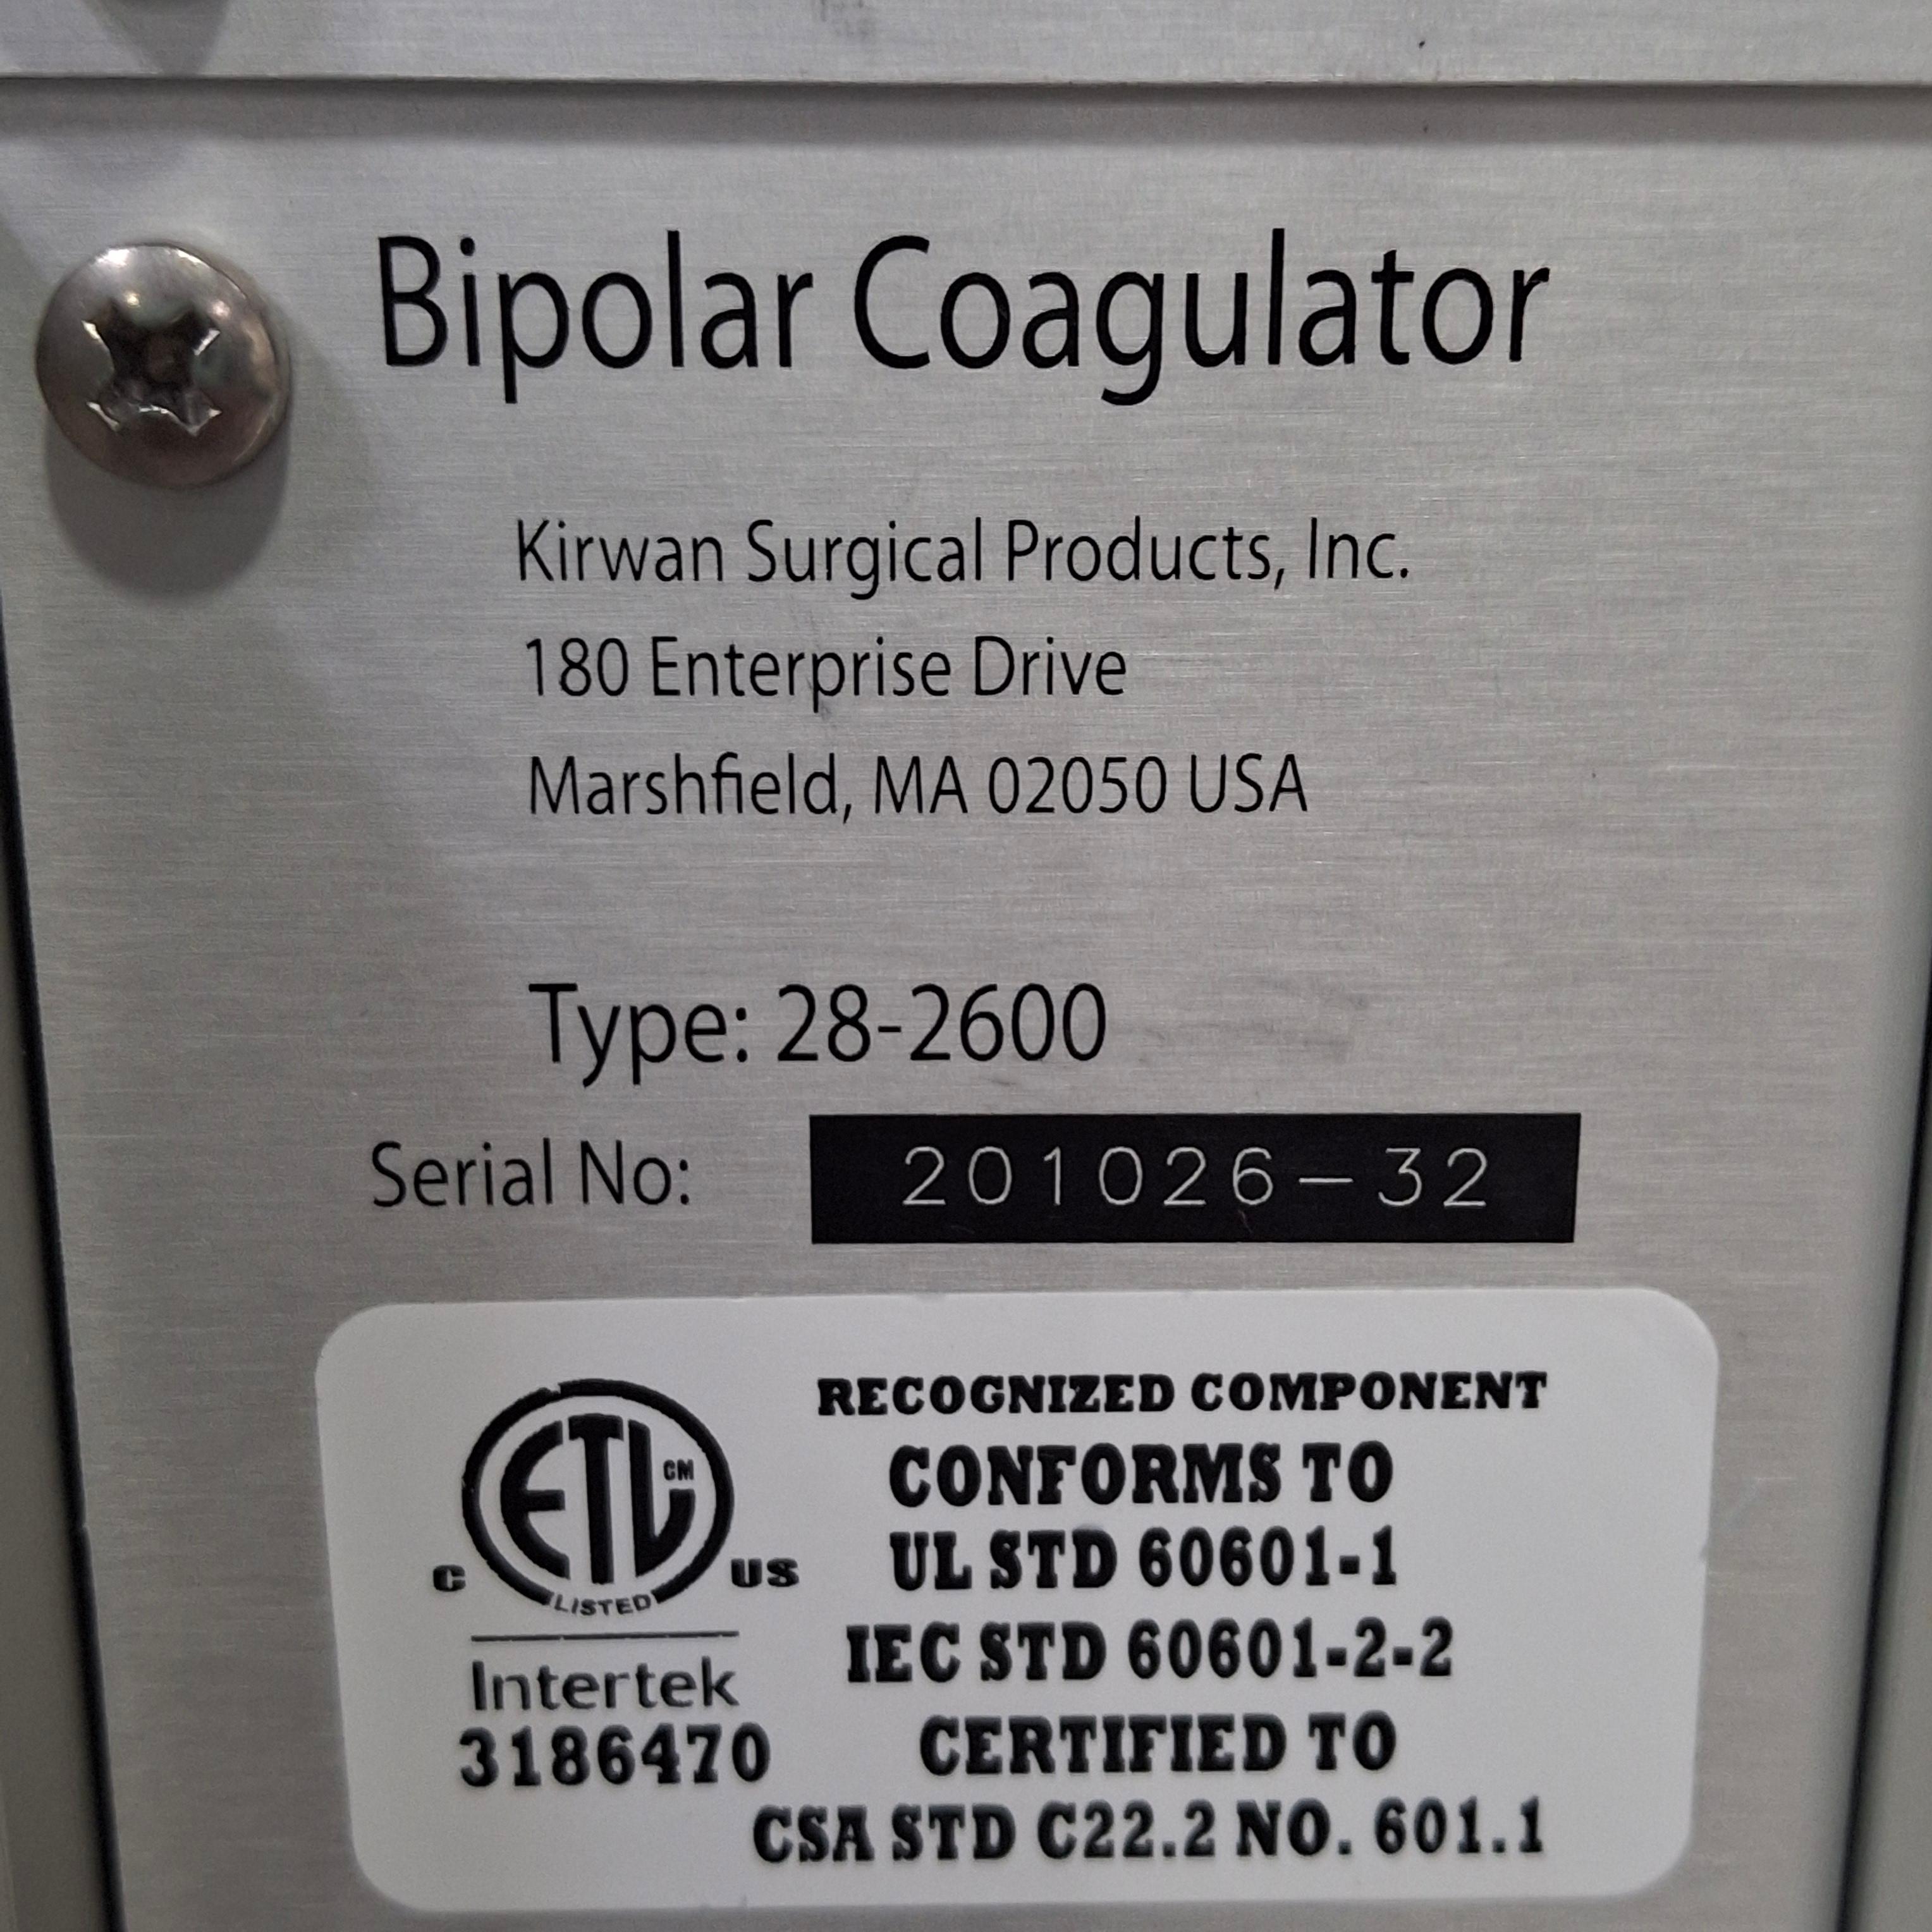 Bipolar Coagulator
Kirwan Surgical Products, Inc.
180 Enterprise Drive
Marshfield, MA 02050 USA
Type: 28-2600
Serial No: 201026-32
ETL CM
C US
LISTED
Intertek
3186470
RECOGNIZED COMPONENT
CONFORMS TO
UL STD 60601-1
IEC STD 60601-2-2
CERTIFIED TO
CSA STD C22.2 NO. 601.1